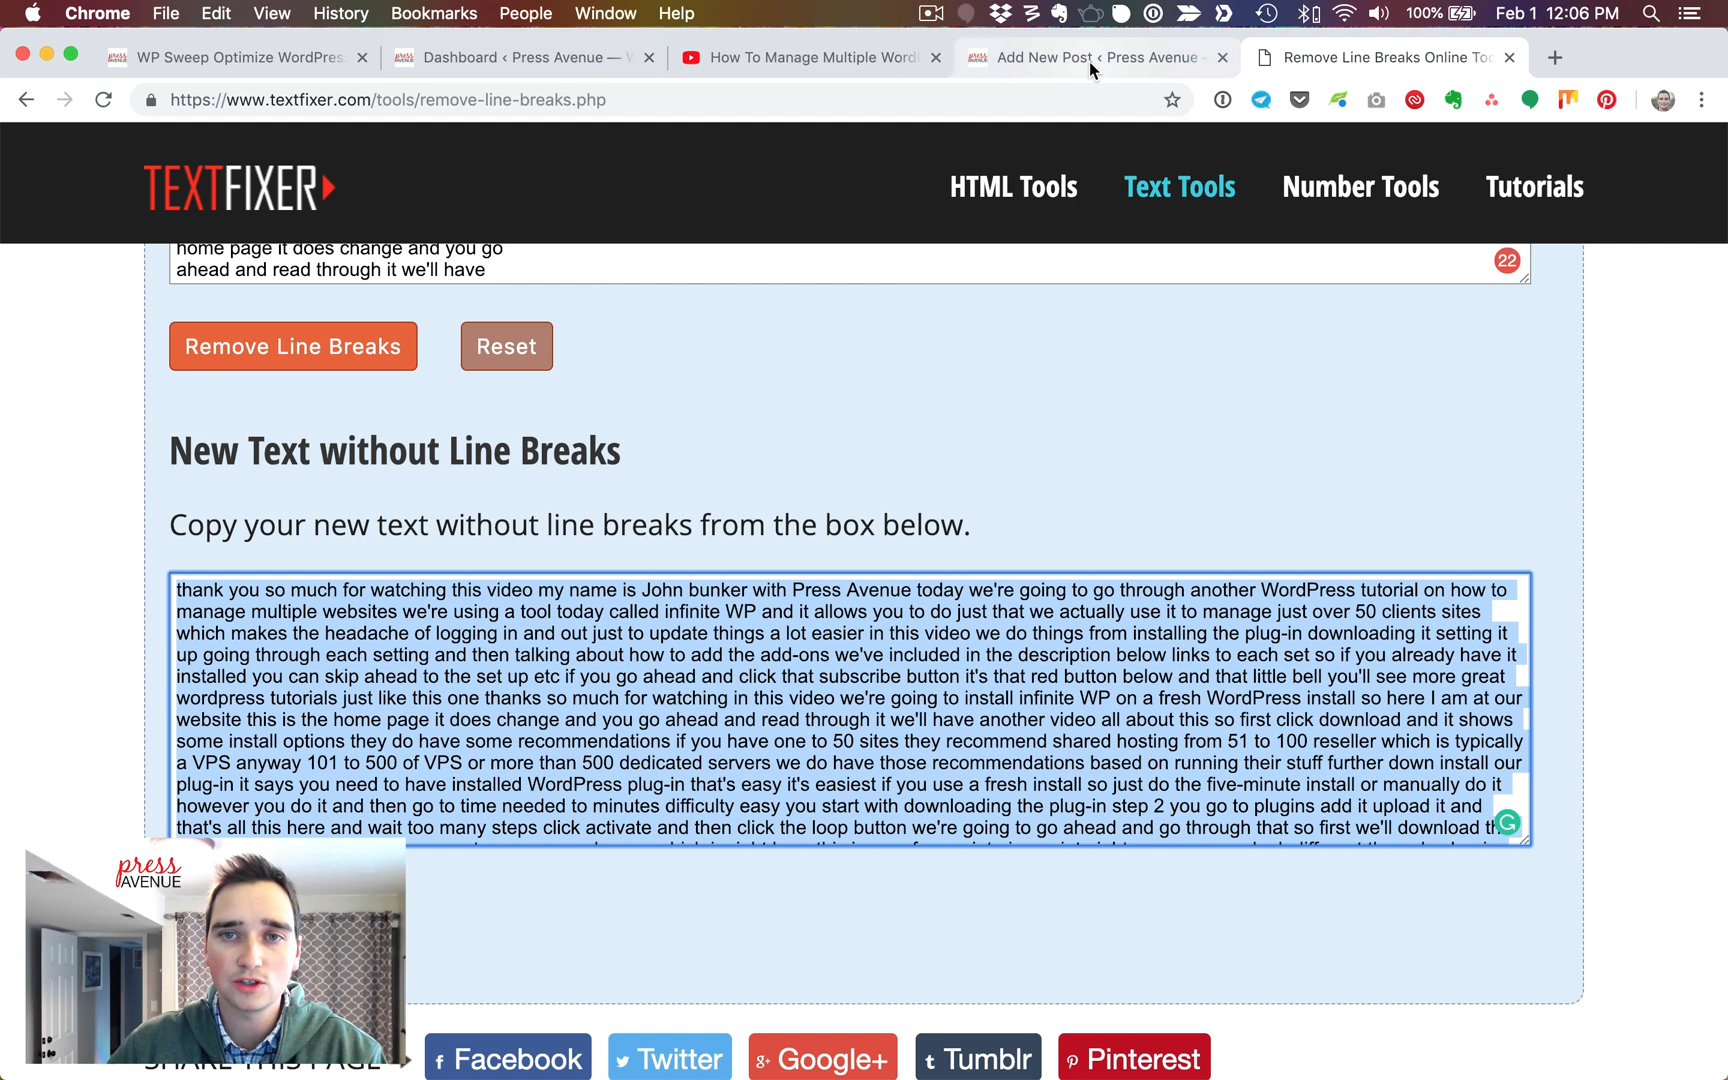 Chrome File Edit View History Bookmarks People Window Help 100% Feb 1 12:06 PM
WP Sweep Optimize WordPres Dashboard ‹ Press Avenue — W How To Manage Multiple Word Add New Post ‹ Press Avenue - Remove Line Breaks Online Too
https://www.textfixer.com/tools/remove-line-breaks.php
TEXTFIXER HTML Tools Text Tools Number Tools Tutorials
home page it does change and you go
ahead and read through it we'll have
22
Remove Line Breaks Reset
New Text without Line Breaks
Copy your new text without line breaks from the box below.
thank you so much for watching this video my name is John bunker with Press Avenue today we're going to go through another WordPress tutorial on how to
manage multiple websites we're using a tool today called infinite WP and it allows you to do just that we actually use it to manage just over 50 clients sites
which makes the headache of logging in and out just to update things a lot easier in this video we do things from installing the plug-in downloading it setting it
up going through each setting and then talking about how to add the add-ons we've included in the description below links to each set so if you already have it
installed you can skip ahead to the set up etc if you go ahead and click that subscribe button it's that red button below and that little bell you'll see more great
wordpress tutorials just like this one thanks so much for watching in this video we're going to install infinite WP on a fresh WordPress install so here I am at our
website this is the home page it does change and you go ahead and read through it we'll have another video all about this so first click download and it shows
some install options they do have some recommendations if you have one to 50 sites they recommend shared hosting from 51 to 100 reseller which is typically
a VPS anyway 101 to 500 of VPS or more than 500 dedicated servers we do have those recommendations based on running their stuff further down install our
plug-in it says you need to have installed WordPress plug-in that's easy it's easiest if you use a fresh install so just do the five-minute install or manually do it
however you do it and then go to time needed to minutes difficulty easy you start with downloading the plug-in step 2 you go to plugins add it upload it and
that's all this here and wait too many steps click activate and then click the loop button we're going to go ahead and go through that so first we'll download th
press
AVENUE
SHARE THIS PAGE
Facebook Twitter Google+ Tumblr Pinterest